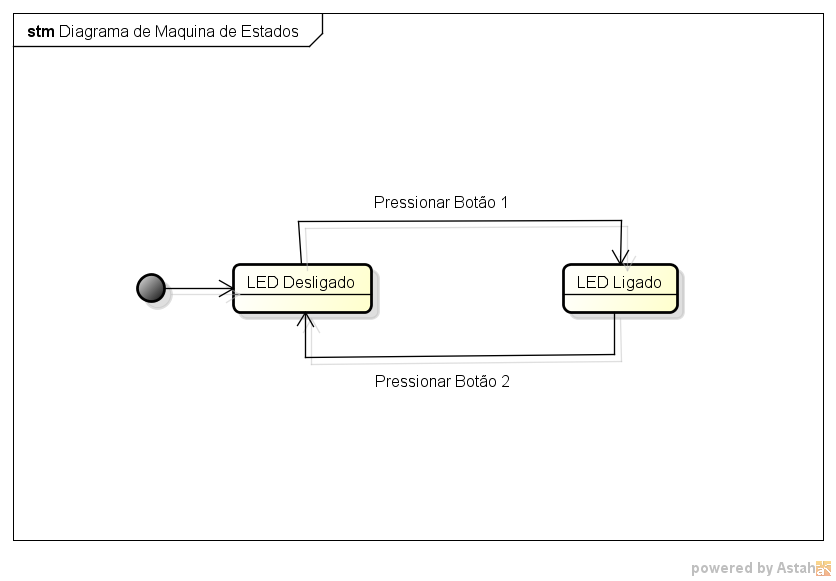 stm Diagrama de Maquina de Estados
Pressionar Botão 1
LED Desligado
LED Ligado
Pressionar Botão 2
powered by Astah